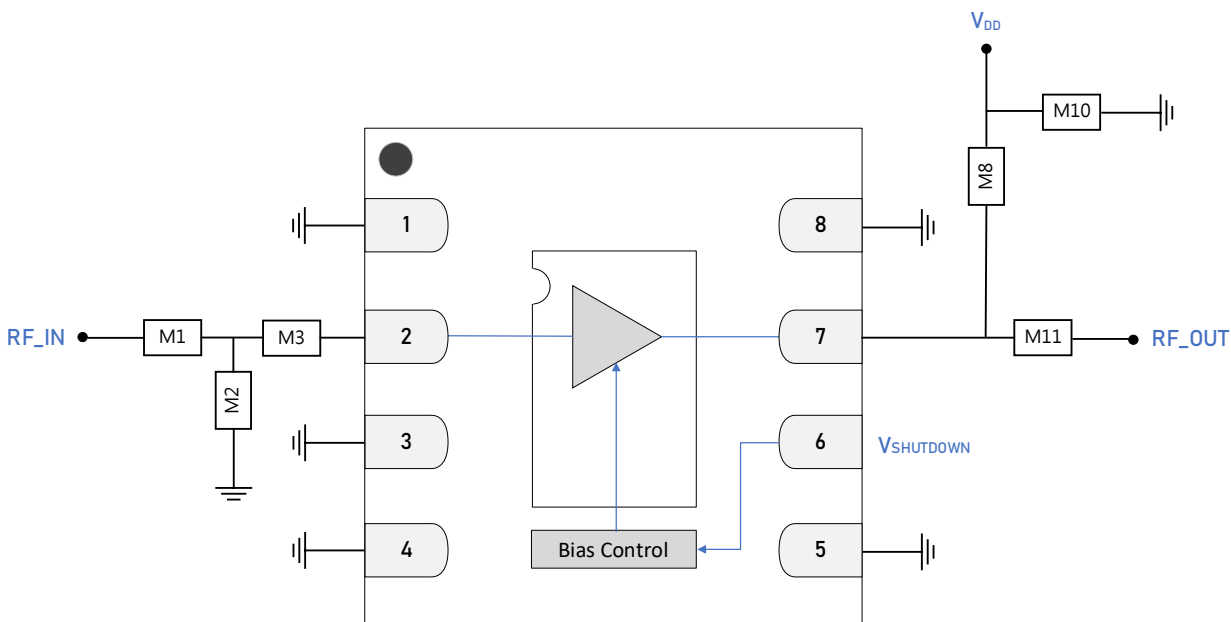 VDD
M10
M8
1
8
RF_IN
M1
M3
2
7
M11
RF_OUT
M2
3
6
VSHUTDOWN
4
Bias Control
5